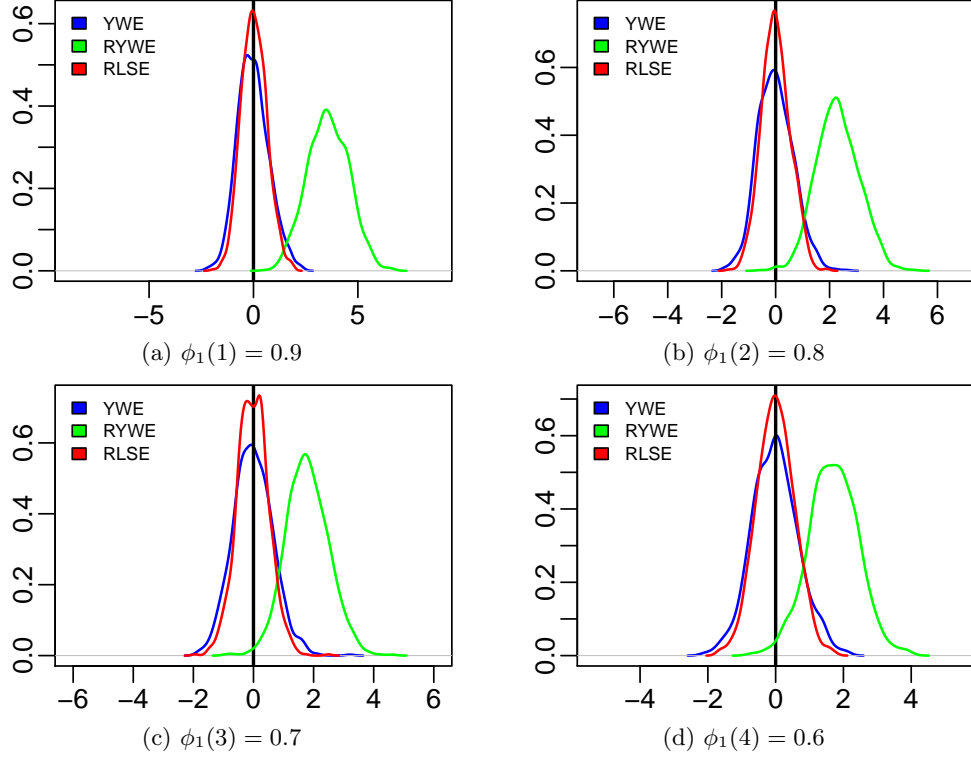 0.0 0.2 0.4 0.6
YWE
RYWE
RLSE
−5 0 5
(a) ϕ₁(1) = 0.9
0.0 0.2 0.4 0.6
YWE
RYWE
RLSE
−6 −4 −2 0 2 4 6
(b) ϕ₁(2) = 0.8
0.0 0.2 0.4 0.6
YWE
RYWE
RLSE
−6 −4 −2 0 2 4 6
(c) ϕ₁(3) = 0.7
0.0 0.2 0.4 0.6
YWE
RYWE
RLSE
−4 −2 0 2 4
(d) ϕ₁(4) = 0.6